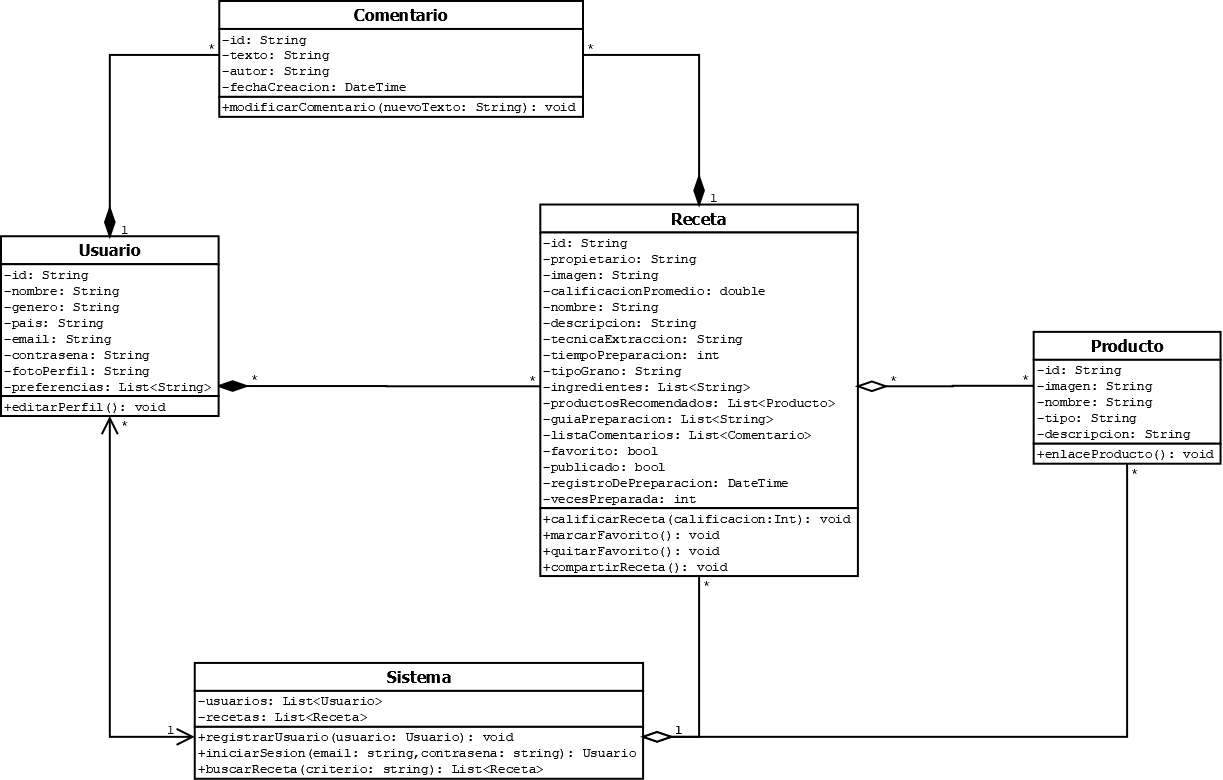 Comentario
-id: String
-texto: String
-autor: String
-fechaCreacion: DateTime
+modificarComentario(nuevoTexto: String): void
*
*
1
1
Usuario
-id: String
-nombre: String
-genero: String
-pais: String
-email: String
-contrasena: String
-fotoPerfil: String
-preferencias: List<String>
+editarPerfil(): void
*
*
*
Receta
-id: String
-propietario: String
-imagen: String
-calificacionPromedio: double
-nombre: String
-descripcion: String
-tecnicaExtraccion: String
-tiempoPreparacion: int
-tipoGrano: String
-ingredientes: List<String>
-productosRecomendados: List<Producto>
-guiaPreparacion: List<String>
-listaComentarios: List<Comentario>
-favorito: bool
-publicado: bool
-registroDePreparacion: DateTime
-vecesPreparada: int
+calificarReceta(calificacion:Int): void
+marcarFavorito(): void
+quitarFavorito(): void
+compartirReceta(): void
*
*
*
Producto
-id: String
-imagen: String
-nombre: String
-tipo: String
-descripcion: String
+enlaceProducto(): void
*
Sistema
-usuarios: List<Usuario>
-recetas: List<Receta>
+registrarUsuario(usuario: Usuario): void
+iniciarSesion(email: string,contrasena: string): Usuario
+buscarReceta(criterio: string): List<Receta>
1
1